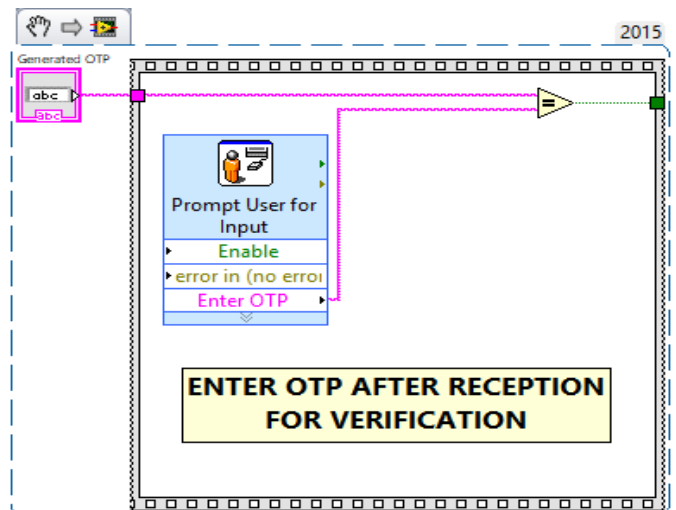 2015
Generated OTP
abc
abc
=
Prompt User for
Input
Enable
error in (no error
Enter OTP
ENTER OTP AFTER RECEPTION
FOR VERIFICATION